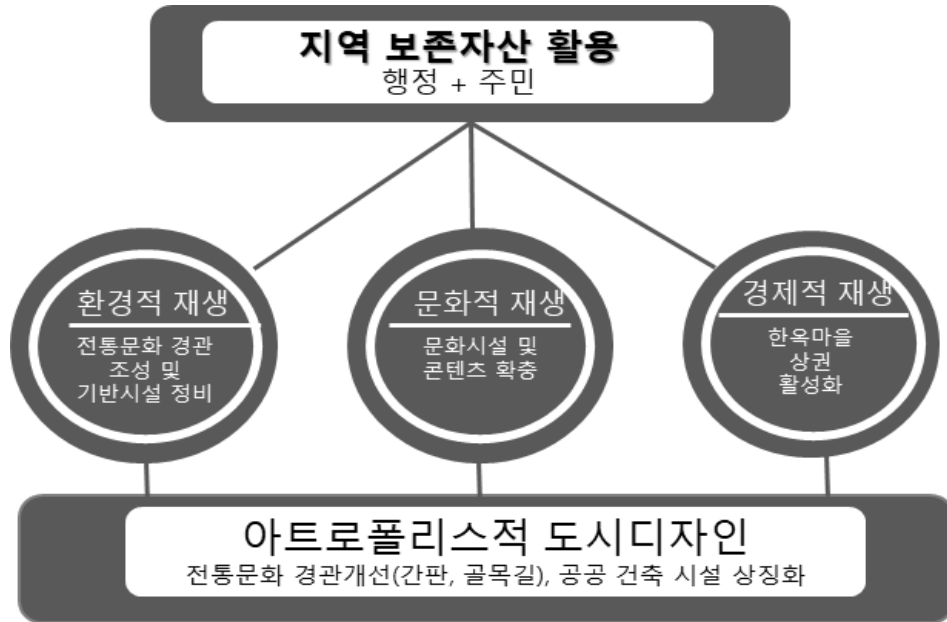 지역 보존자산 활용
행정 + 주민
환경적 재생
전통문화 경관
조성 및
기반시설 정비
문화적 재생
문화시설 및
콘텐츠 확충
경제적 재생
한옥마을
상권
활성화
아트로폴리스적 도시디자인
전통문화 경관개선(간판, 골목길), 공공 건축 시설 상징화